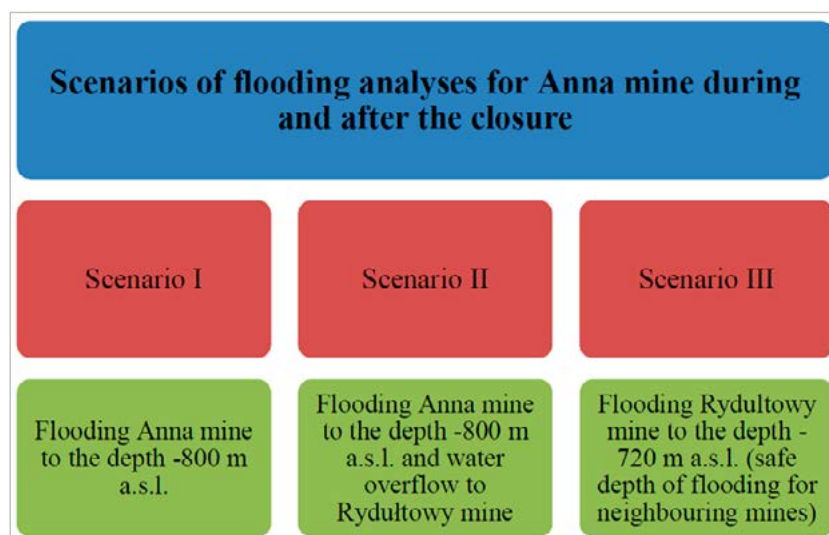 Scenarios of flooding analyses for Anna mine during
and after the closure
Scenario I
Scenario II
Scenario III
Flooding Anna mine
to the depth -800 m
a.s.l.
Flooding Anna mine
to the depth -800 m
a.s.l. and water
overflow to
Rydułtowy mine
Flooding Rydultowy
mine to the depth -
720 m a.s.l. (safe
depth of flooding for
neighbouring mines)